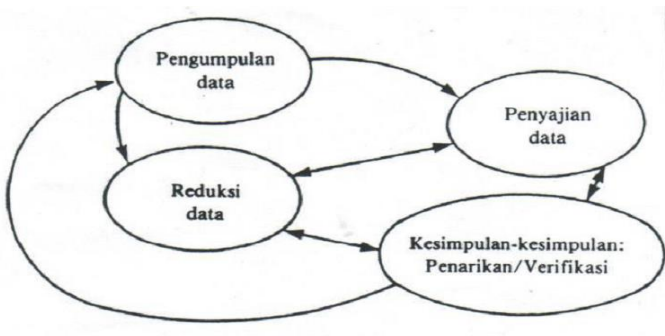 Pengumpulan
data
Penyajian
data
Reduksi
data
Kesimpulan-kesimpulan:
Penarikan/Verifikasi